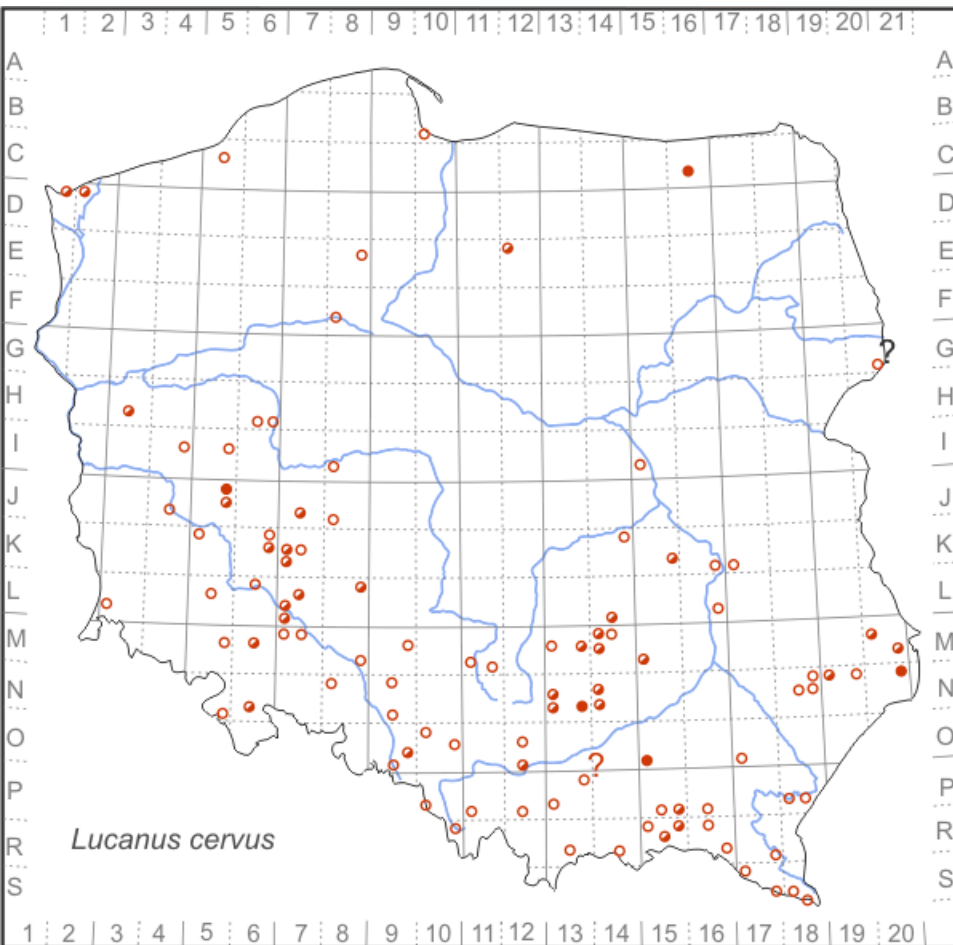 1 2 3 4 5 6 7 8 9 10 11 12 13 14 15 16 17 18 19 20 21
A A
B B
C C
D D
E E
F F
G ? G
H H
I I
J J
K K
L L
M M
N N
O O
?
P P
Lucanus cervus
R R
S S
1 2 3 4 5 6 7 8 9 10 11 12 13 14 15 16 17 18 19 20